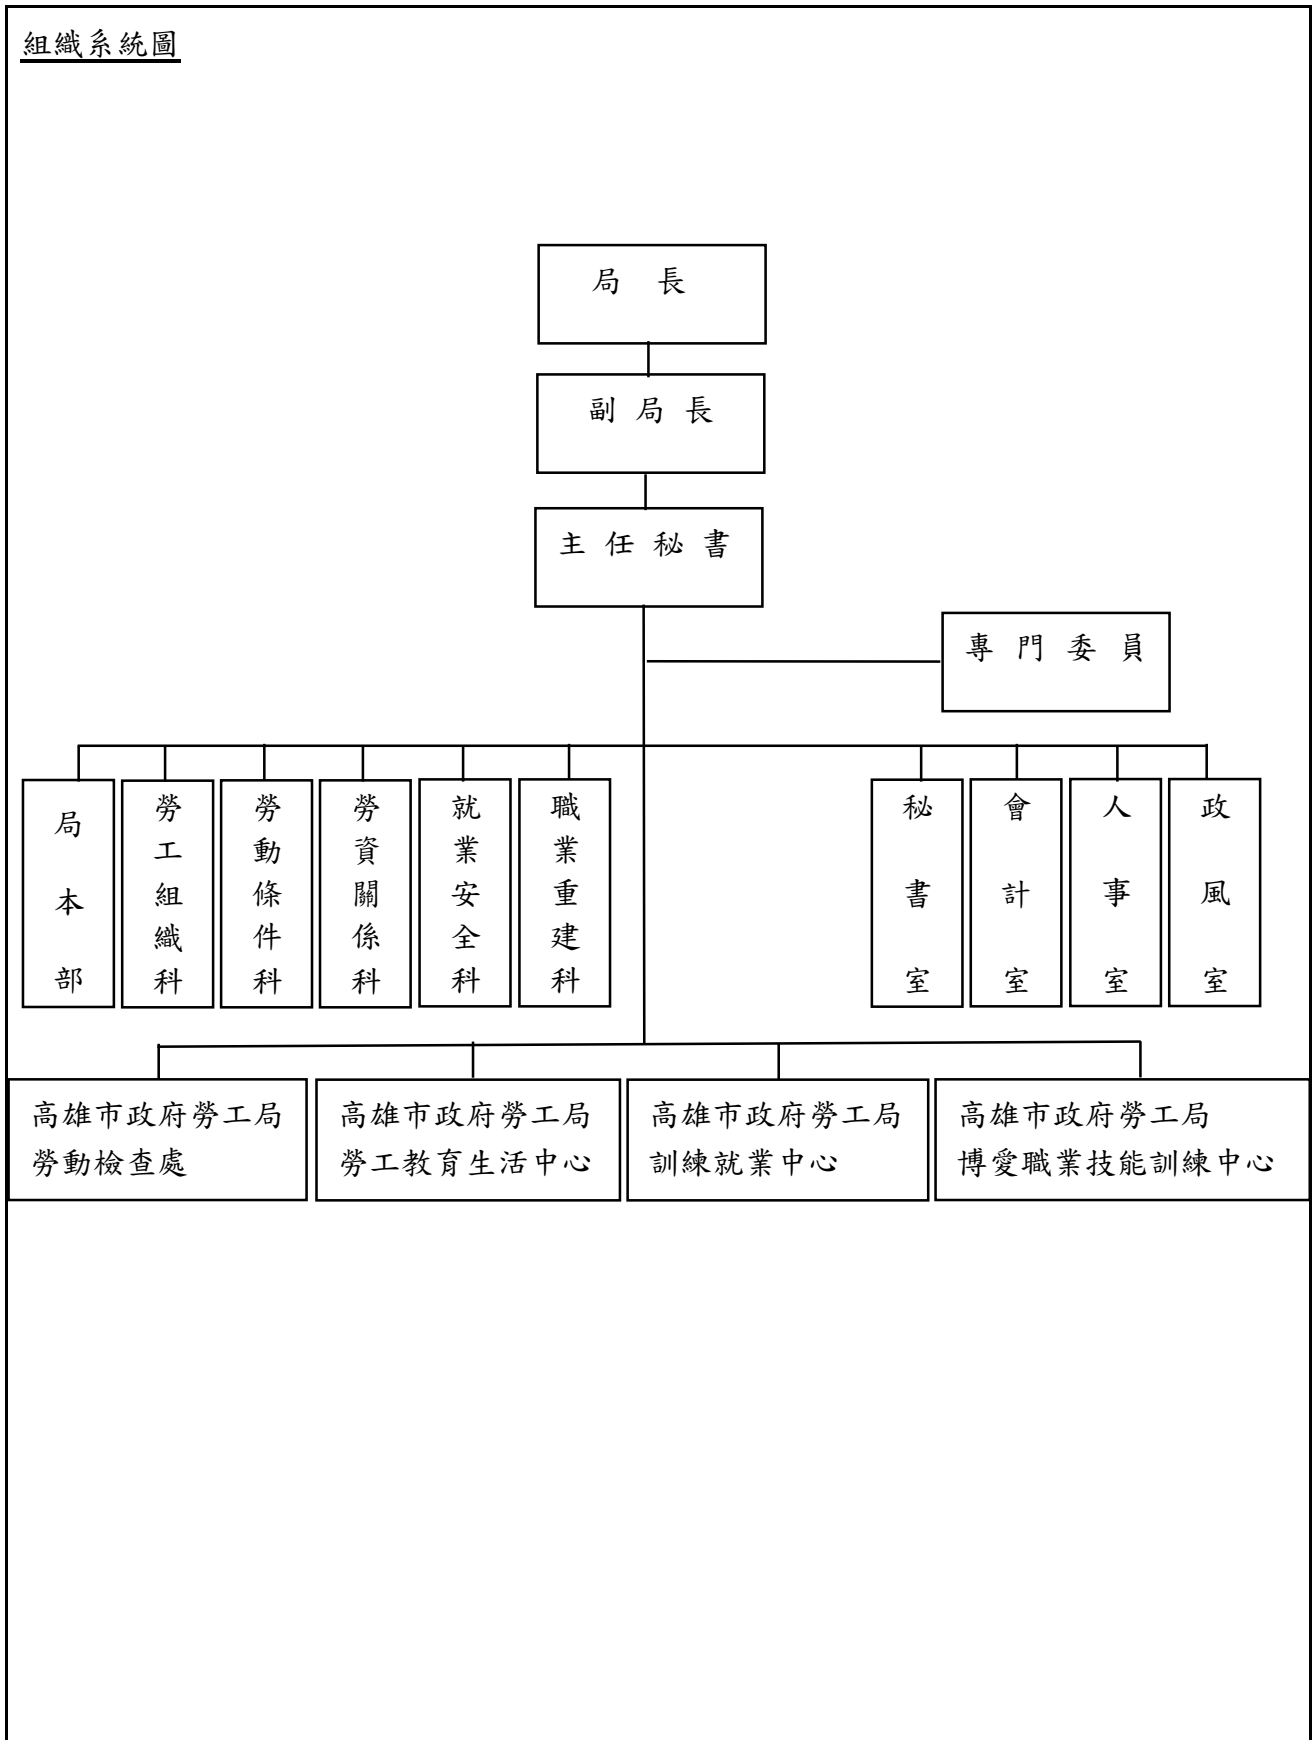 組織系統圖
局長
副局長
主任秘書
專門委員
局本部
勞工組織科
勞動條件科
勞資關係科
就業安全科
職業重建科
秘書室
會計室
人事室
政風室
高雄市政府勞工局
勞動檢查處
高雄市政府勞工局
勞工教育生活中心
高雄市政府勞工局
訓練就業中心
高雄市政府勞工局
博愛職業技能訓練中心